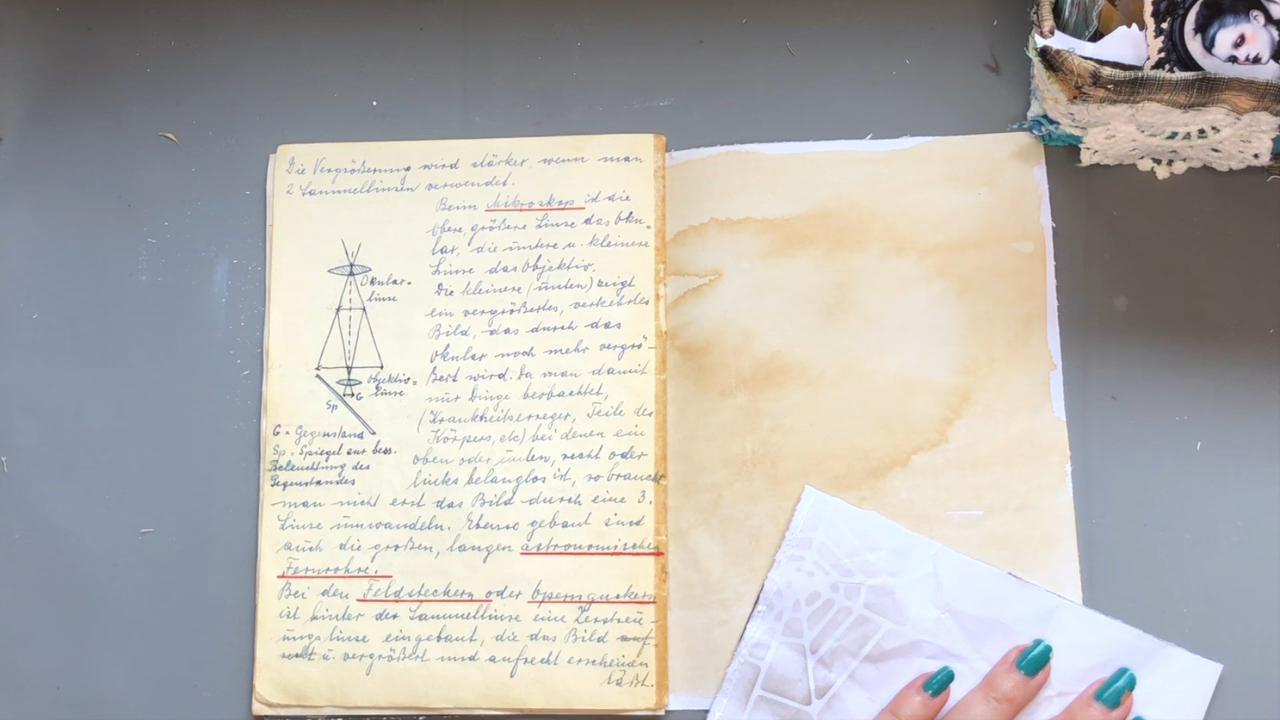 Die Vergrößerung wird stärker wenn man
2 Sammellinsen verwendet.
Beim Mikroskop ist die
obere, größere Linse das Oku-
lar, die untere u. kleinere
Linse das Objektiv.
Die kleinere (unten) zeigt
ein vergrößertes, verkehrtes
Bild, das durch das
Okular noch mehr vergrö-
ßert wird. Da man damit
nur Dinge beobachtet,
(Krankheitserreger, Teile des
Körpers, etc) bei denen ein
oben oder unten, recht oder
links belanglos ist, so braucht
man nicht erst das Bild durch eine 3.
Linse umwandeln. Ebenso gebaut sind
auch die großen, langen astronomischen
Fernrohre.
Bei den Feldstechern oder Opernguckern
ist hinter der Sammellinse eine Zerstreu-
ungslinse eingebaut, die das Bild auf-
recht u. vergrößert und aufrecht erscheinen
läßt.
Okular-
linse
Objektiv-
linse
G
Sp
G = Gegenstand
Sp = Spiegel zur bess.
Beleuchtung des
Gegenstandes